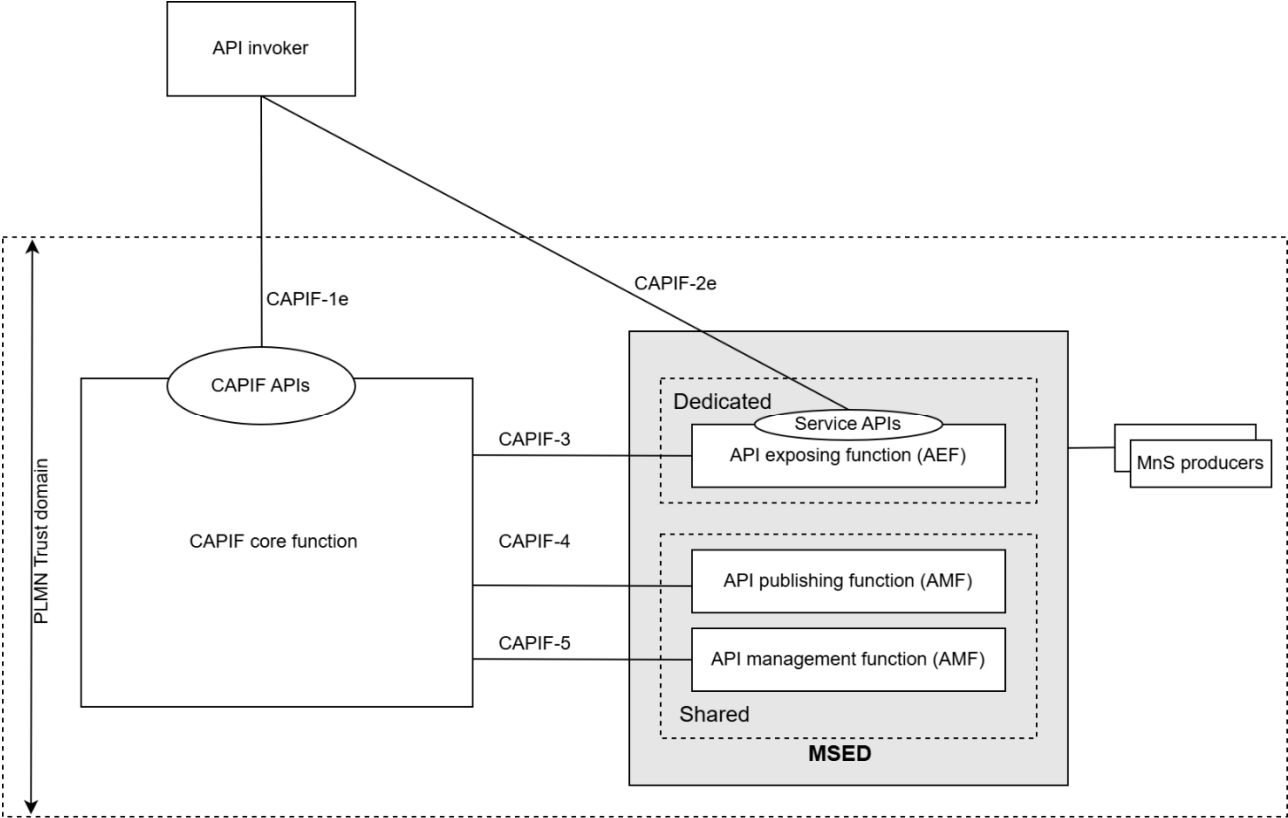 API invoker
CAPIF-1e
CAPIF-2e
PLMN Trust domain
CAPIF APIs
CAPIF core function
CAPIF-3
CAPIF-4
CAPIF-5
Dedicated
Service APIs
API exposing function (AEF)
API publishing function (AMF)
API management function (AMF)
Shared
MSED
MnS producers